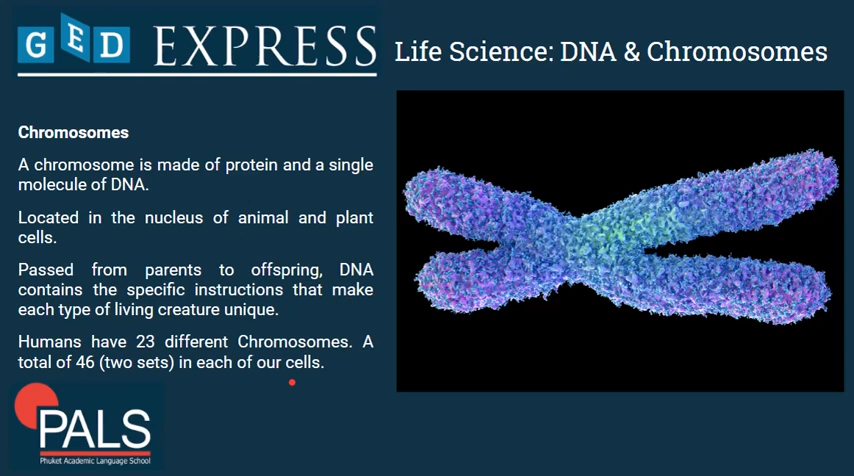 GED EXPRESS
Life Science: DNA & Chromosomes
Chromosomes
A chromosome is made of protein and a single
molecule of DNA.
Located in the nucleus of animal and plant
cells.
Passed from parents to offspring, DNA
contains the specific instructions that make
each type of living creature unique.
Humans have 23 different Chromosomes. A
total of 46 (two sets) in each of our cells.
PALS
Phuket Academic Language School